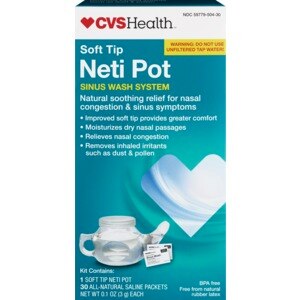 CVSHealth
NDC 59779-504-30
Soft Tip
Neti Pot
SINUS WASH SYSTEM
WARNING: DO NOT USE
UNFILTERED TAP WATER!
Natural soothing relief for nasal
congestion & sinus symptoms
• Improved soft tip provides greater comfort
• Moisturizes dry nasal passages
• Relieves nasal congestion
• Removes inhaled irritants
such as dust & pollen
Kit Contains:
1 SOFT TIP NETI POT
30 ALL-NATURAL SALINE PACKETS
NET WT 0.1 OZ (3 g) EACH
BPA free
Free from natural
rubber latex